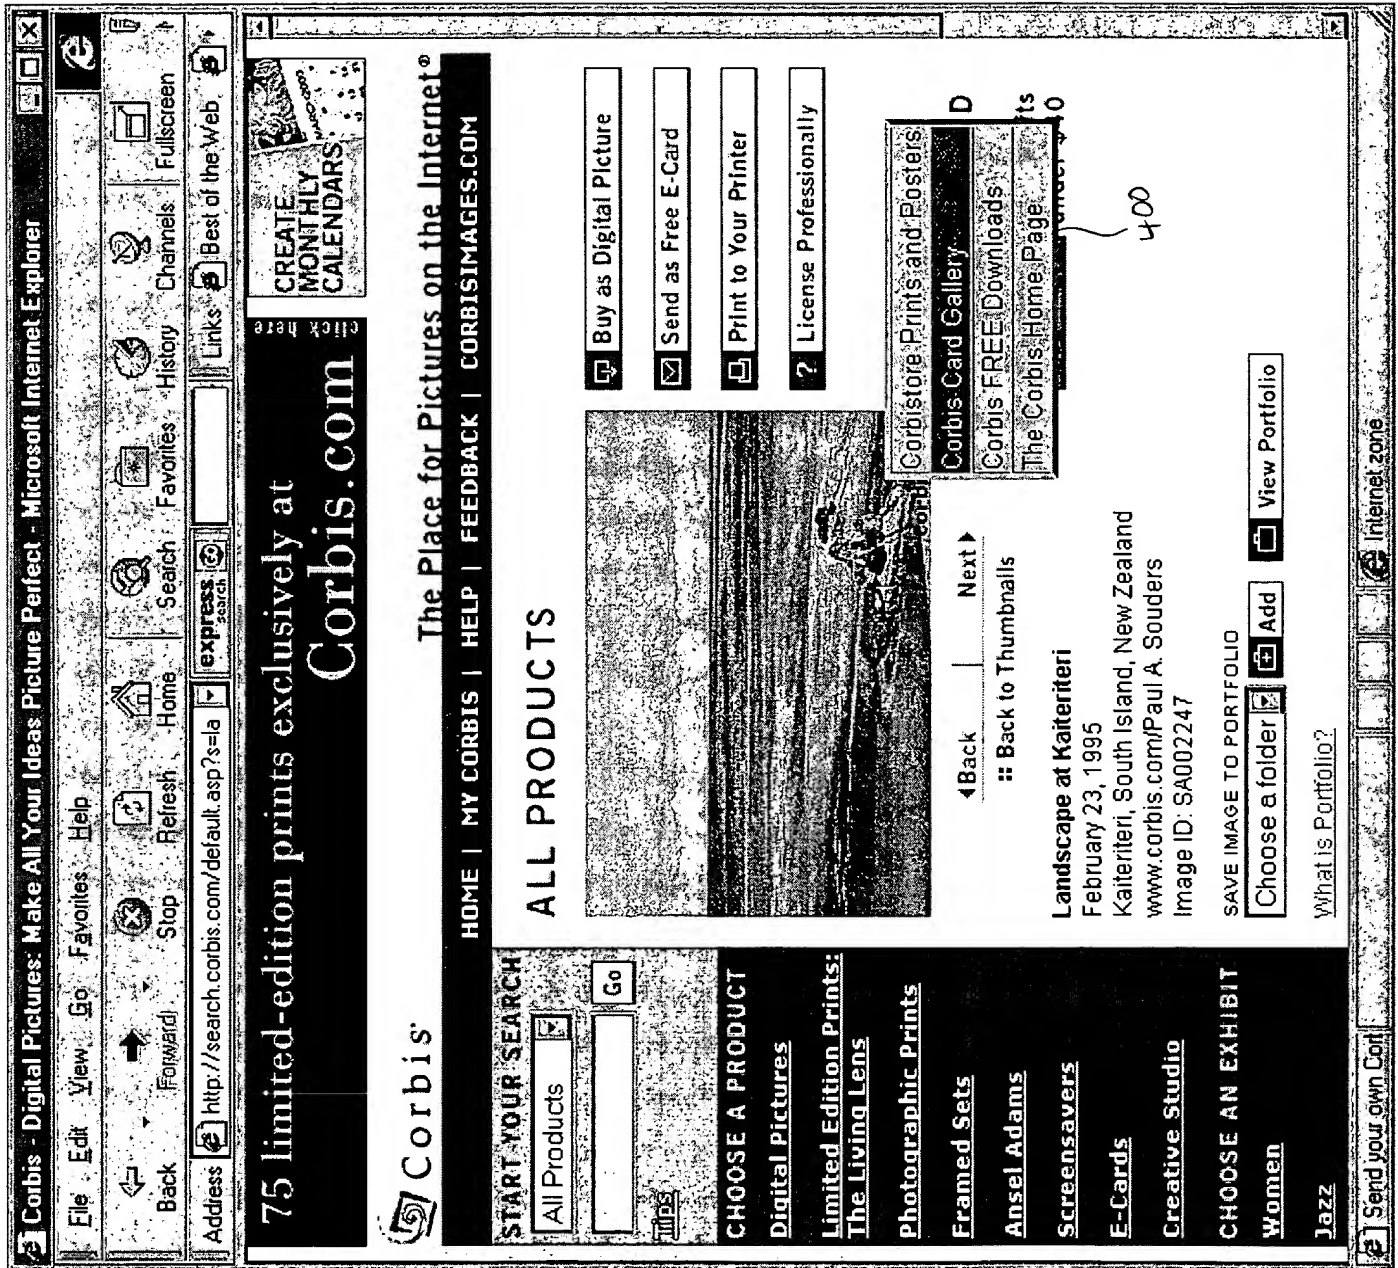 Corbis - Digital Pictures: Make All Your Ideas Picture Perfect - Microsoft Internet Explorer
File Edit View Go Favorites Help
Back Forward Stop Refresh Home Search Favorites History Channels Fullscreen
Address http://search.corbis.com/default.asp?s=la express search Links Best of the Web
75 limited-edition prints exclusively at
Corbis.com
click here
CREATE
MONTHLY
CALENDARS
Corbis
The Place for Pictures on the Internet®
HOME | MY CORBIS | HELP | FEEDBACK | CORBISIMAGES.COM
START YOUR SEARCH
All Products
Go
Tips
CHOOSE A PRODUCT
Digital Pictures
Limited Edition Prints:
The Living Lens
Photographic Prints
Framed Sets
Ansel Adams
Screensavers
E-Cards
Creative Studio
CHOOSE AN EXHIBIT
Women
Jazz
ALL PRODUCTS
Buy as Digital Picture
Send as Free E-Card
Print to Your Printer
? License Professionally
Corbistore Prints and Posters
Corbis Card Gallery
Corbis FREE Downloads
The Corbis Home Page
400
Back | Next
:: Back to Thumbnails
Landscape at Kaiteriteri
February 23, 1995
Kaiteriteri, South Island, New Zealand
www.corbis.com/Paul A. Souders
Image ID: SA002247
SAVE IMAGE TO PORTFOLIO
Choose a folder Add View Portfolio
What is Portfolio?
Send your own Cor Internet zone